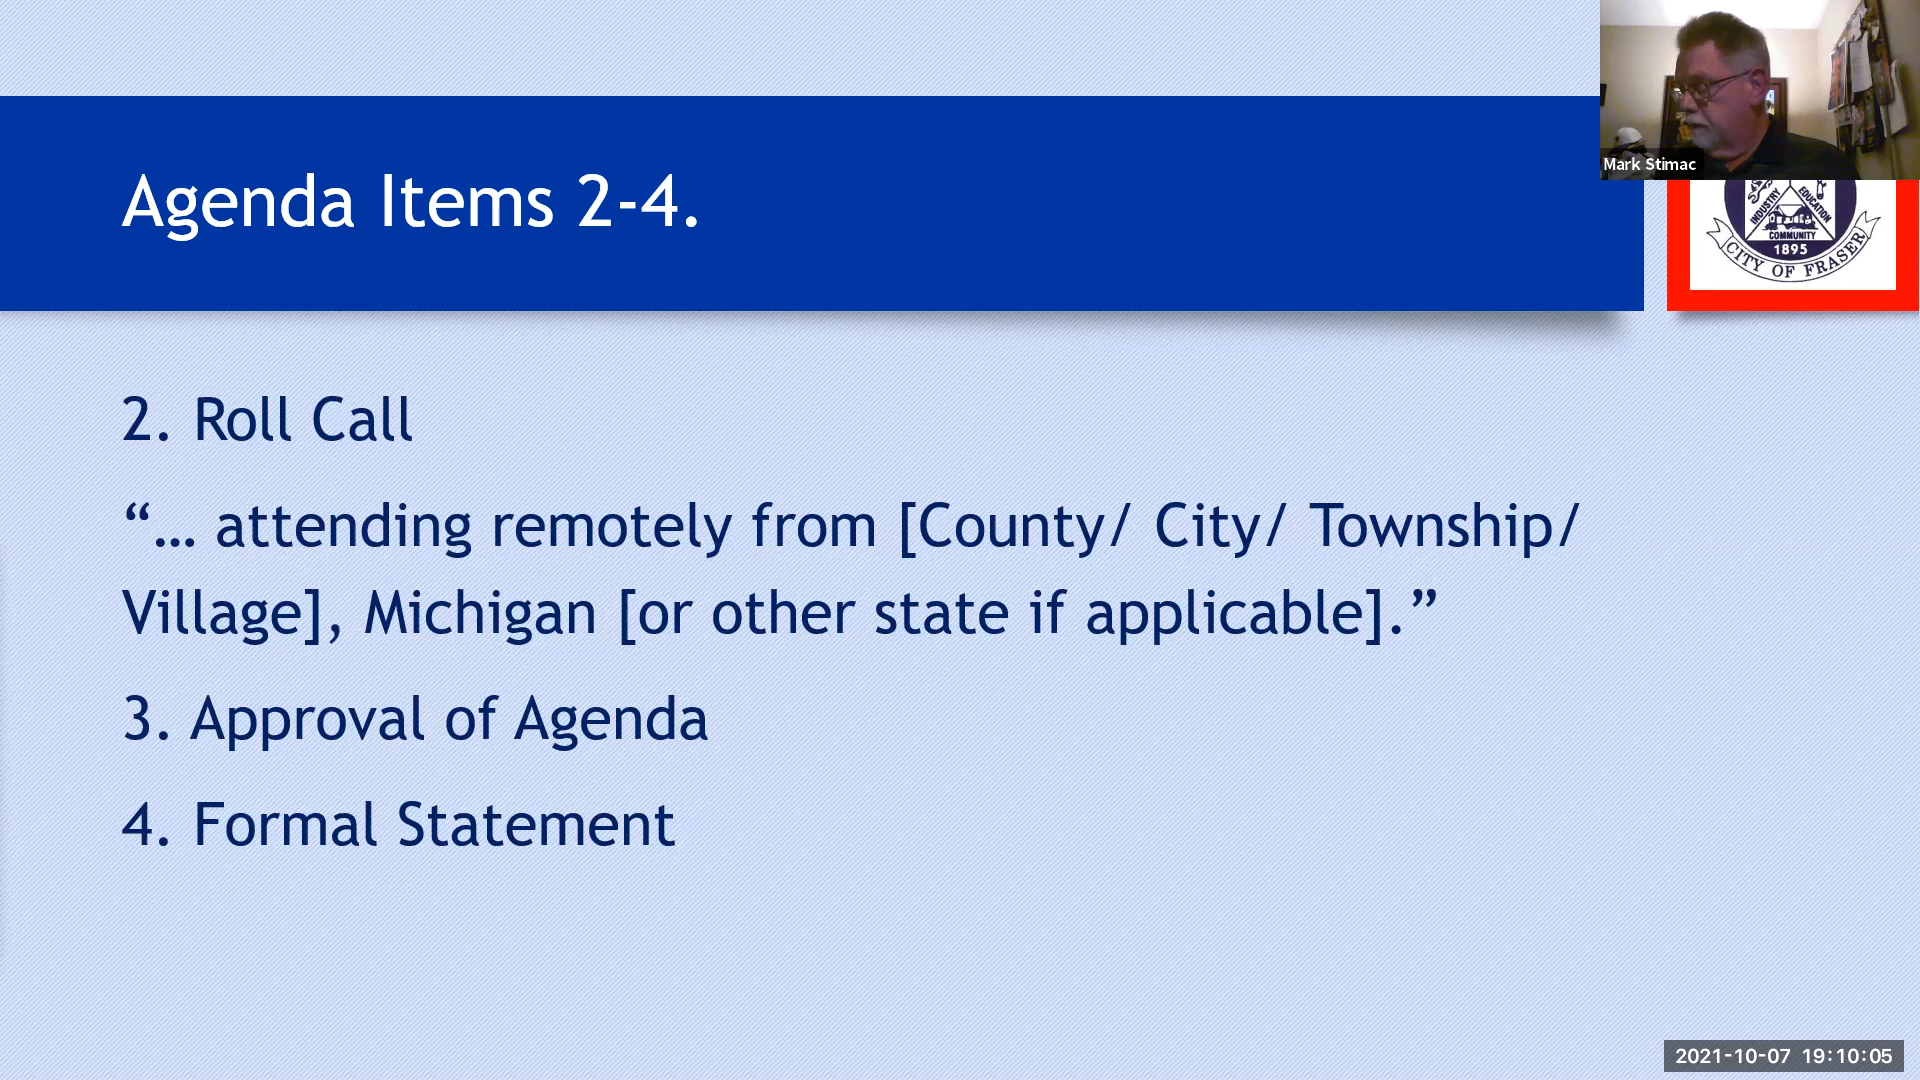 Agenda Items 2-4.
Mark Stimac
INDUSTRY
EDUCATION
COMMUNITY
1895
CITY OF FRASER
2. Roll Call
“… attending remotely from [County/ City/ Township/
Village], Michigan [or other state if applicable].”
3. Approval of Agenda
4. Formal Statement
2021-10-07 19:10:05